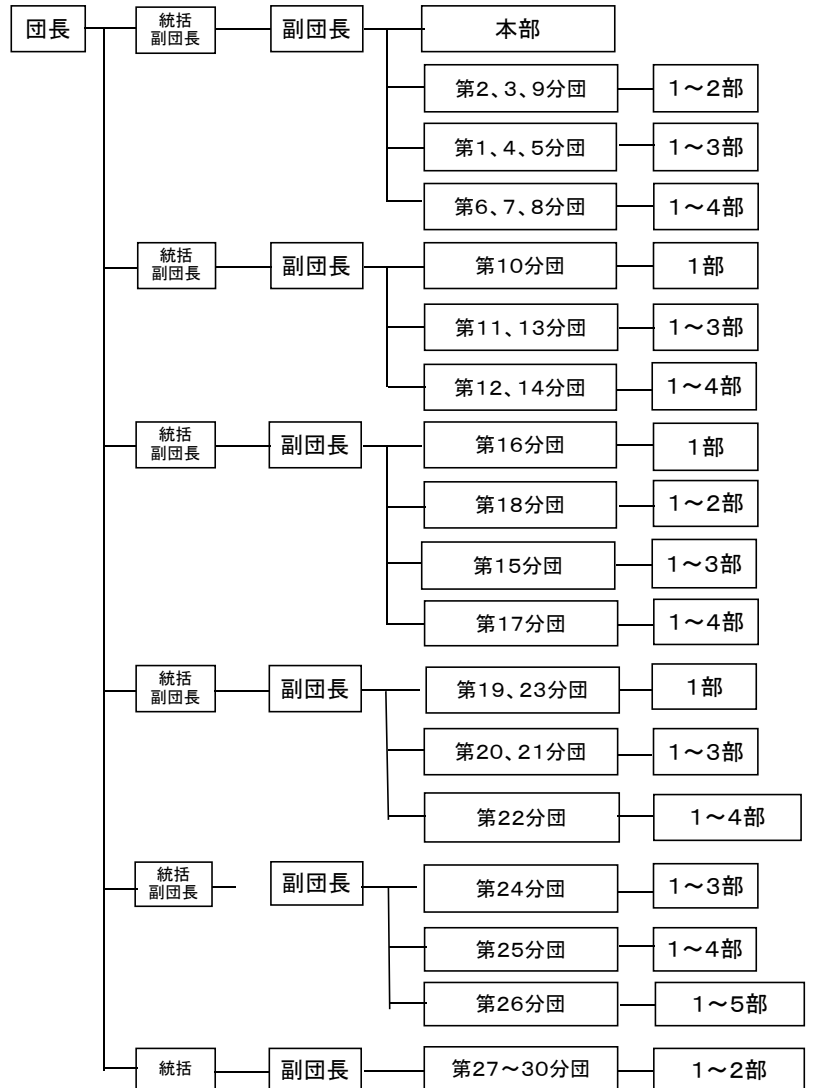 団長
統括
副団長
副団長
本部
第2、3、9分団
1～2部
第1、4、5分団
1～3部
第6、7、8分団
1～4部
統括
副団長
副団長
第10分団
1部
第11、13分団
1～3部
第12、14分団
1～4部
統括
副団長
副団長
第16分団
1部
第18分団
1～2部
第15分団
1～3部
第17分団
1～4部
統括
副団長
副団長
第19、23分団
1部
第20、21分団
1～3部
第22分団
1～4部
統括
副団長
副団長
第24分団
1～3部
第25分団
1～4部
第26分団
1～5部
統括
副団長
第27～30分団
1～2部